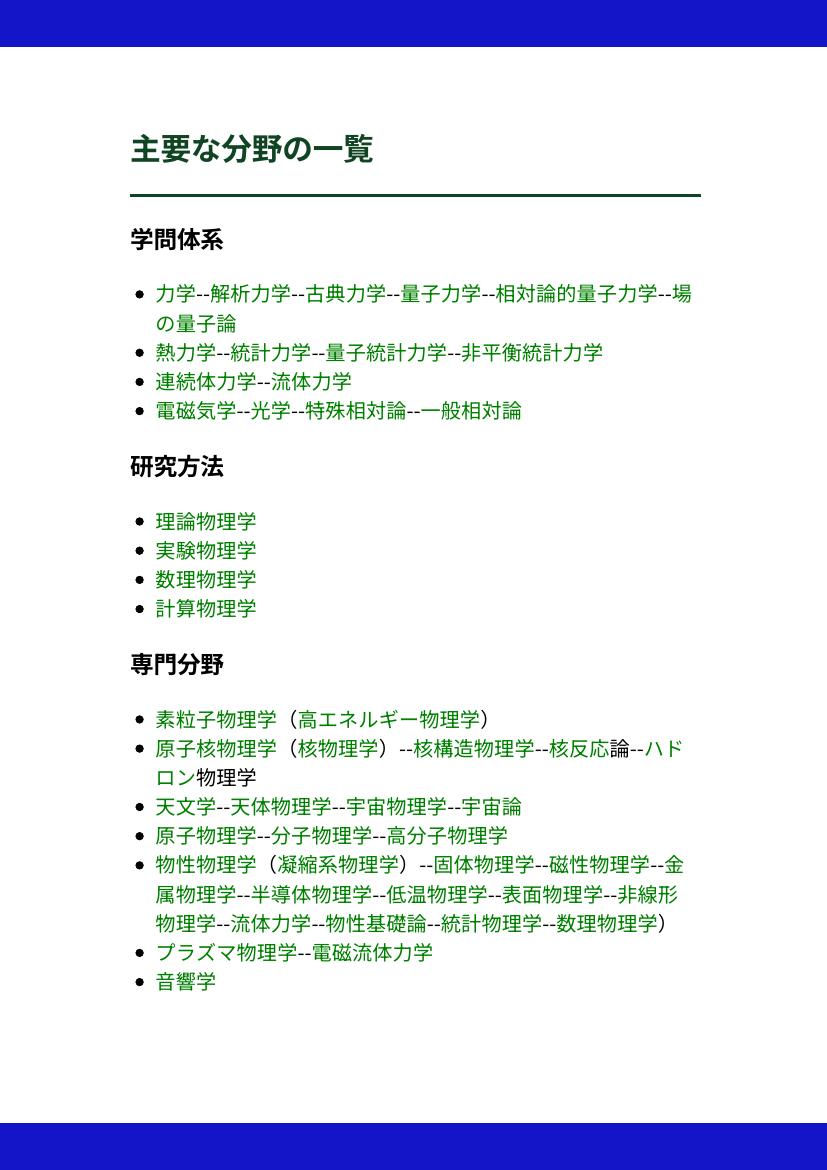 主要な分野の一覧
学問体系
力学--解析力学--古典力学--量子力学--相対論的量子力学--場
の量子論
熱力学--統計力学--量子統計力学--非平衡統計力学
連続体力学--流体力学
電磁気学--光学--特殊相対論--一般相対論
研究方法
理論物理学
実験物理学
数理物理学
計算物理学
専門分野
素粒子物理学（高エネルギー物理学）
原子核物理学（核物理学）--核構造物理学--核反応論--ハド
ロン物理学
天文学--天体物理学--宇宙物理学--宇宙論
原子物理学--分子物理学--高分子物理学
物性物理学（凝縮系物理学）--固体物理学--磁性物理学--金
属物理学--半導体物理学--低温物理学--表面物理学--非線形
物理学--流体力学--物性基礎論--統計物理学--数理物理学）
プラズマ物理学--電磁流体力学
音響学